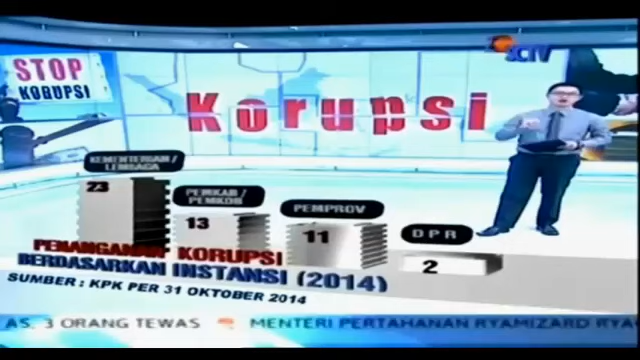 SCTV
STOP
KORUPSI
Korupsi
KEMENTERIAN /
LEMBAGA
23
PEMKAB /
PEMKOB
13
PEMPROV
11
DPR
2
PENANGANAN KORUPSI
BERDASARKAN INSTANSI (2014)
SUMBER : KPK PER 31 OKTOBER 2014
AS, 3 ORANG TEWAS MENTERI PERTAHANAN RYAMIZARD RYA